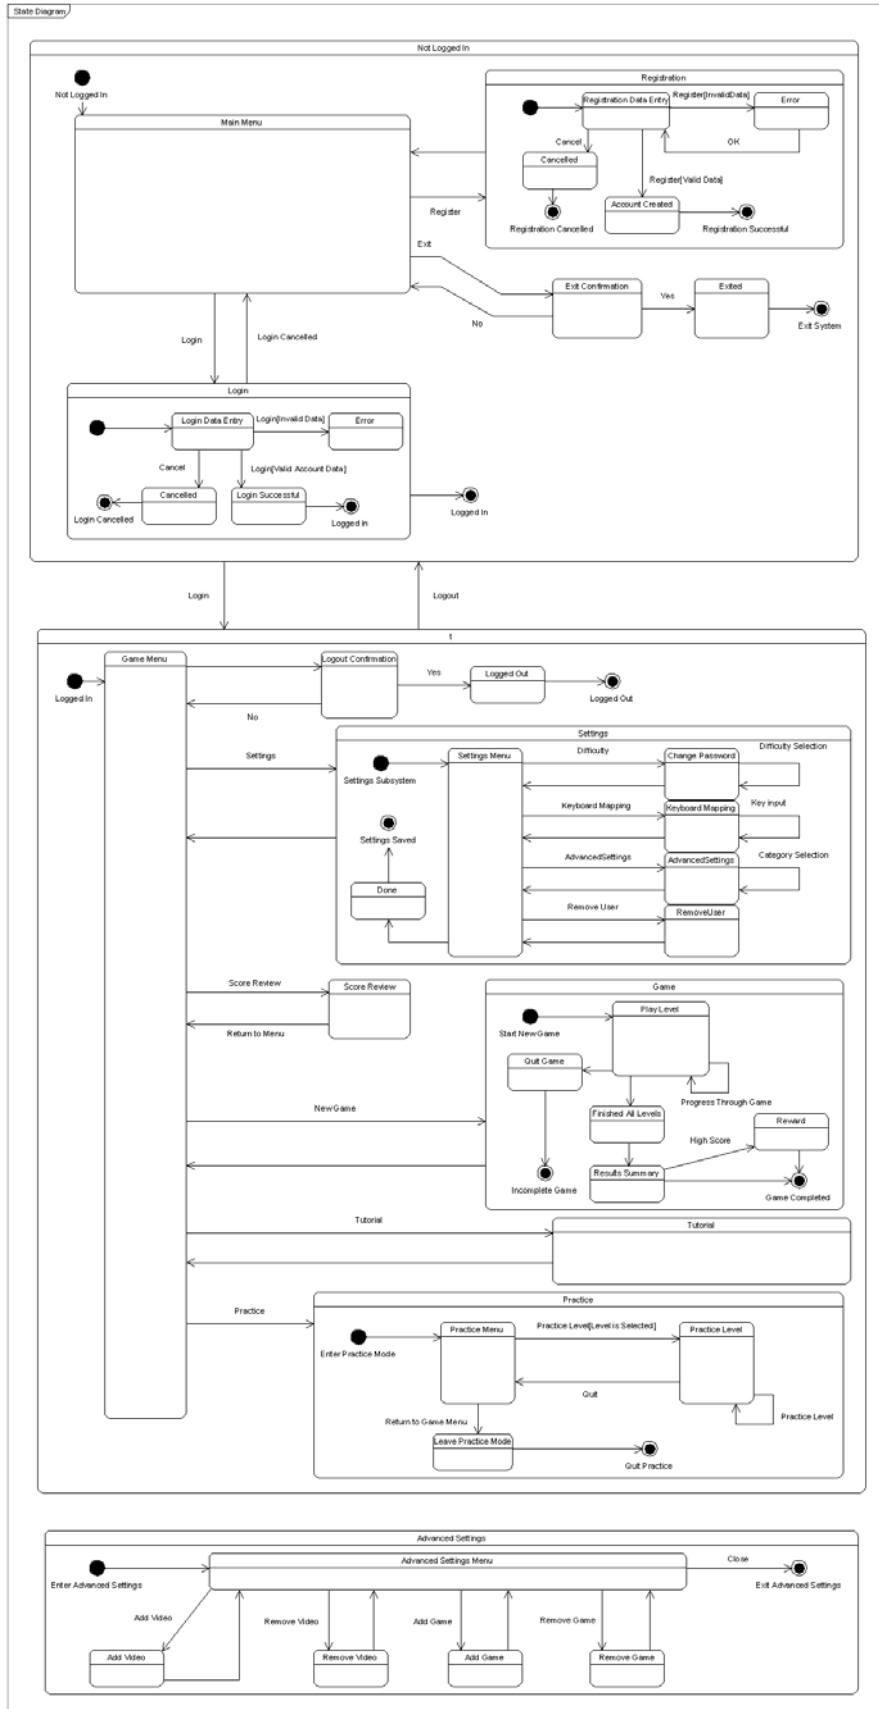 State Diagram
Not Logged In
Not Logged In
Main Menu
Registration
Registration Data Entry
Register[InvalidData]
Error
OK
Cancel
Cancelled
Register[Valid Data]
Account Created
Registration Cancelled
Registration Successful
Register
Exit
Exit Confirmation
Yes
Exited
No
Exit System
Login
Login Cancelled
Login
Login Data Entry
Login[Invalid Data]
Error
Cancel
Login[Valid Account Data]
Cancelled
Login Successful
Login Cancelled
Logged in
Logged In
Login
Logout
t
Game Menu
Logged In
Logout Confirmation
Yes
Logged Out
Logged Out
No
Settings
Settings
Settings Subsystem
Settings Menu
Difficulty
Change Password
Difficulty Selection
Keyboard Mapping
Keyboard Mapping
Key input
Settings Saved
AdvancedSettings
AdvancedSettings
Category Selection
Done
Remove User
RemoveUser
Score Review
Score Review
Return to Menu
Game
Start NewGame
Play Level
Quit Game
Progress Through Game
NewGame
Finished All Levels
High Score
Reward
Results Summary
Incomplete Game
Game Completed
Tutorial
Tutorial
Practice
Practice
Enter Practice Mode
Practice Menu
Practice Level[Level is Selected]
Practice Level
Quit
Practice Level
Return to Game Menu
Leave Practice Mode
Quit Practice
Advanced Settings
Enter Advanced Settings
Advanced Settings Menu
Close
Exit Advanced Settings
Add Video
Remove Video
Add Game
Remove Game
Add Video
Remove Video
Add Game
Remove Game